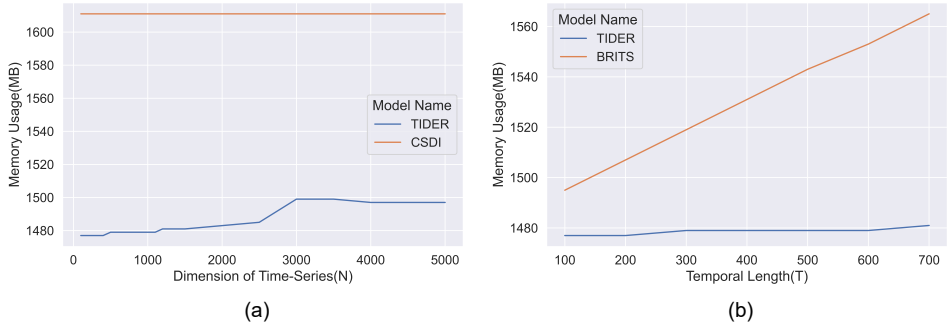 Memory Usage(MB)
1600
1580
1560
1540
1520
1500
1480
Model Name
TIDER
CSDI
0 1000 2000 3000 4000 5000
Dimension of Time-Series(N)
(a)
Memory Usage(MB)
1560
1540
1520
1500
1480
Model Name
TIDER
BRITS
100 200 300 400 500 600 700
Temporal Length(T)
(b)